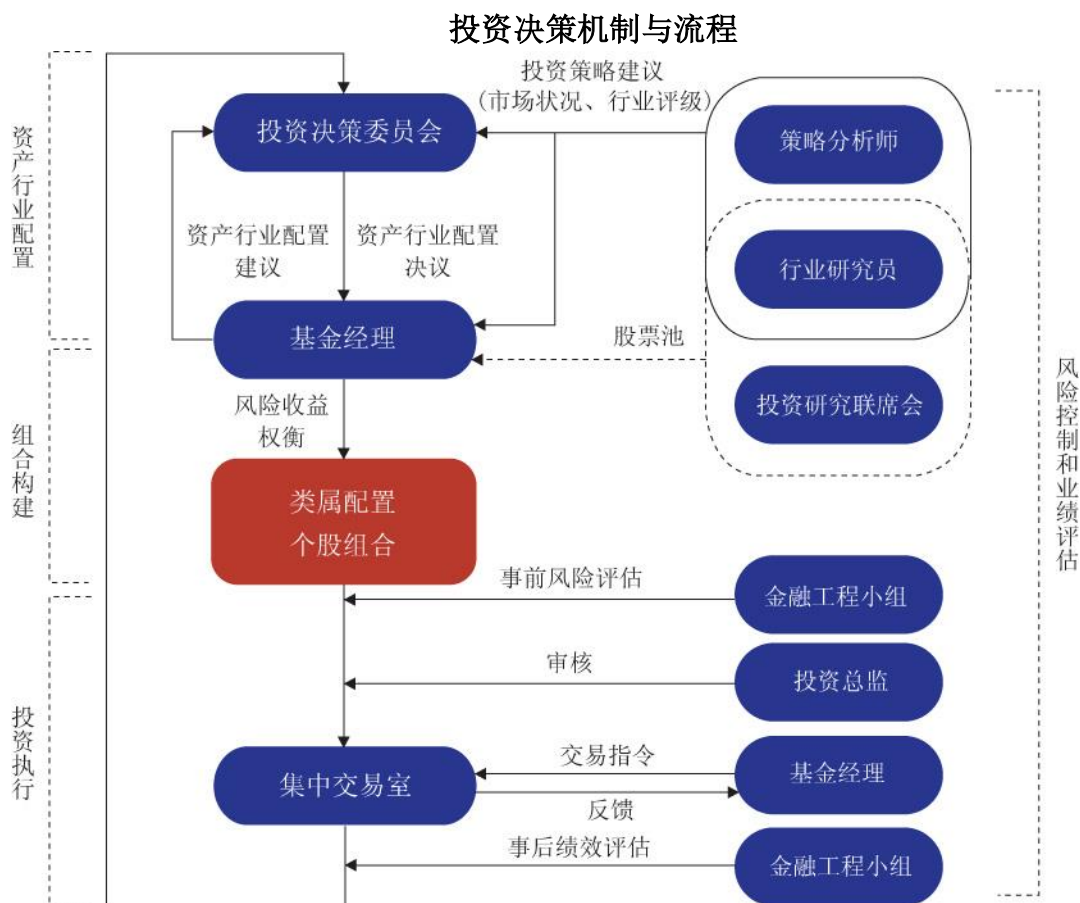 投资决策机制与流程
投资策略建议
(市场状况、行业评级)
投资决策委员会
策略分析师
资产行业配置
资产行业配置
建议
资产行业配置
决议
行业研究员
基金经理
股票池
投资研究联席会
风险收益
权衡
组合构建
类属配置
个股组合
风险控制和业绩评估
事前风险评估
金融工程小组
审核
投资总监
投资执行
集中交易室
交易指令
反馈
基金经理
事后绩效评估
金融工程小组